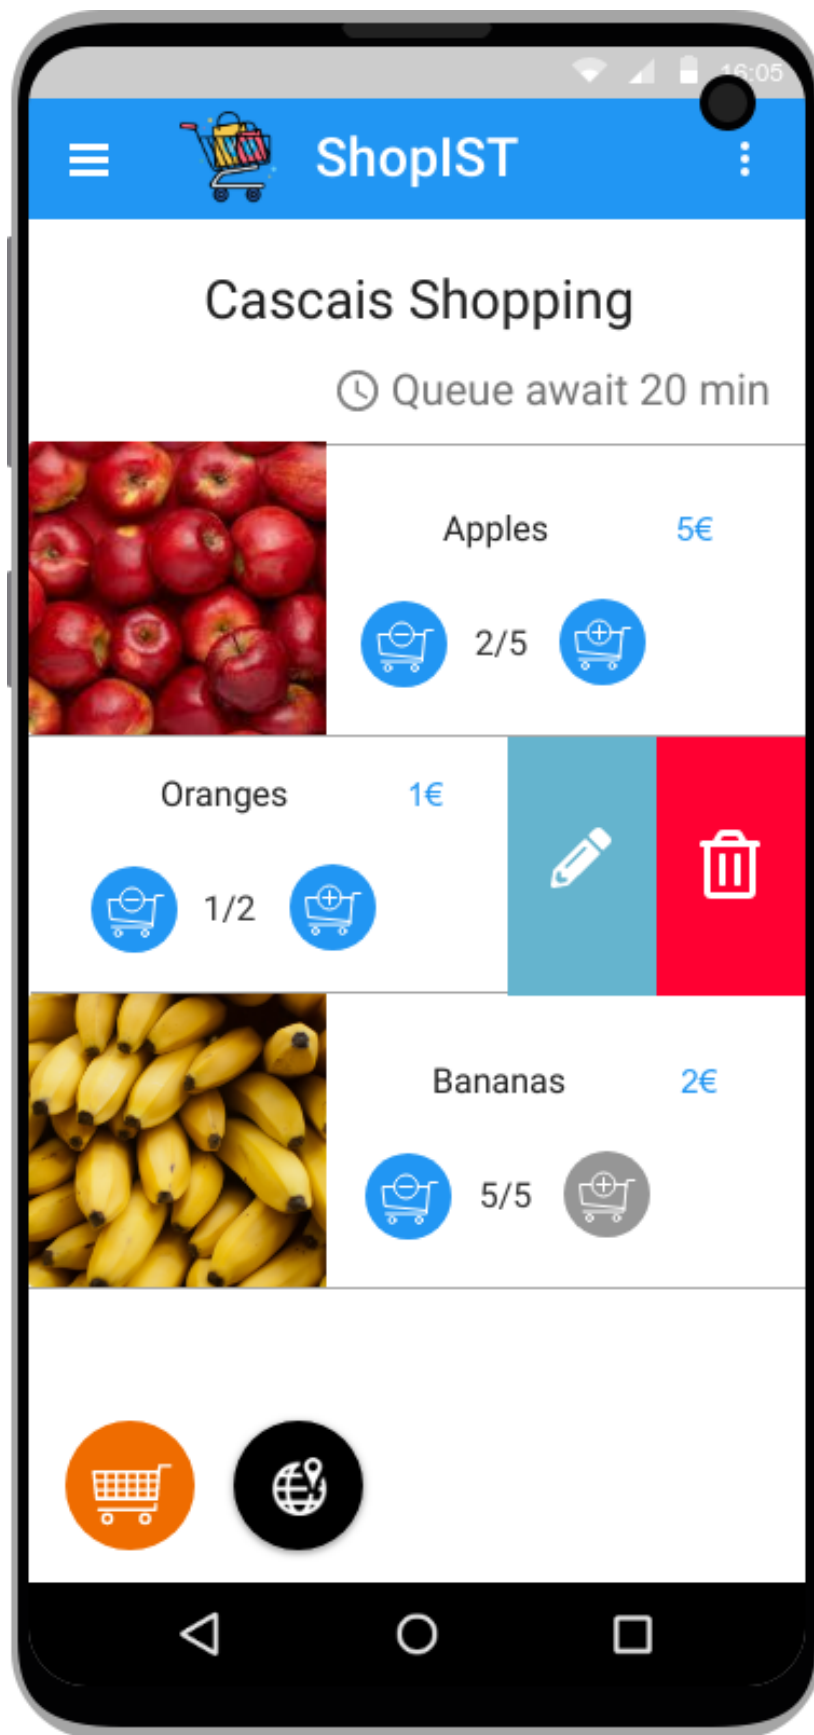 16:05
ShopIST
Cascais Shopping
Queue await 20 min
Apples 5€
2/5
Oranges 1€
1/2
Bananas 2€
5/5